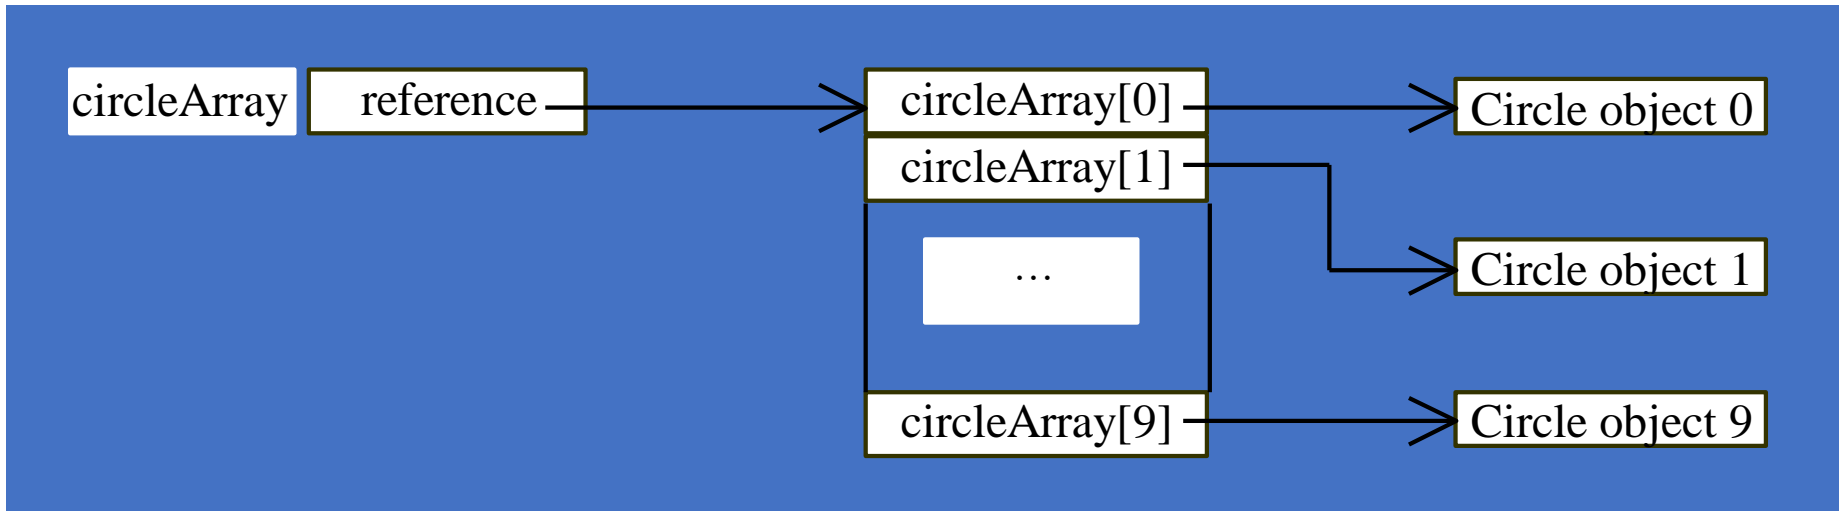 circleArray reference circleArray[0] Circle object 0
circleArray[1]
… Circle object 1
circleArray[9] Circle object 9